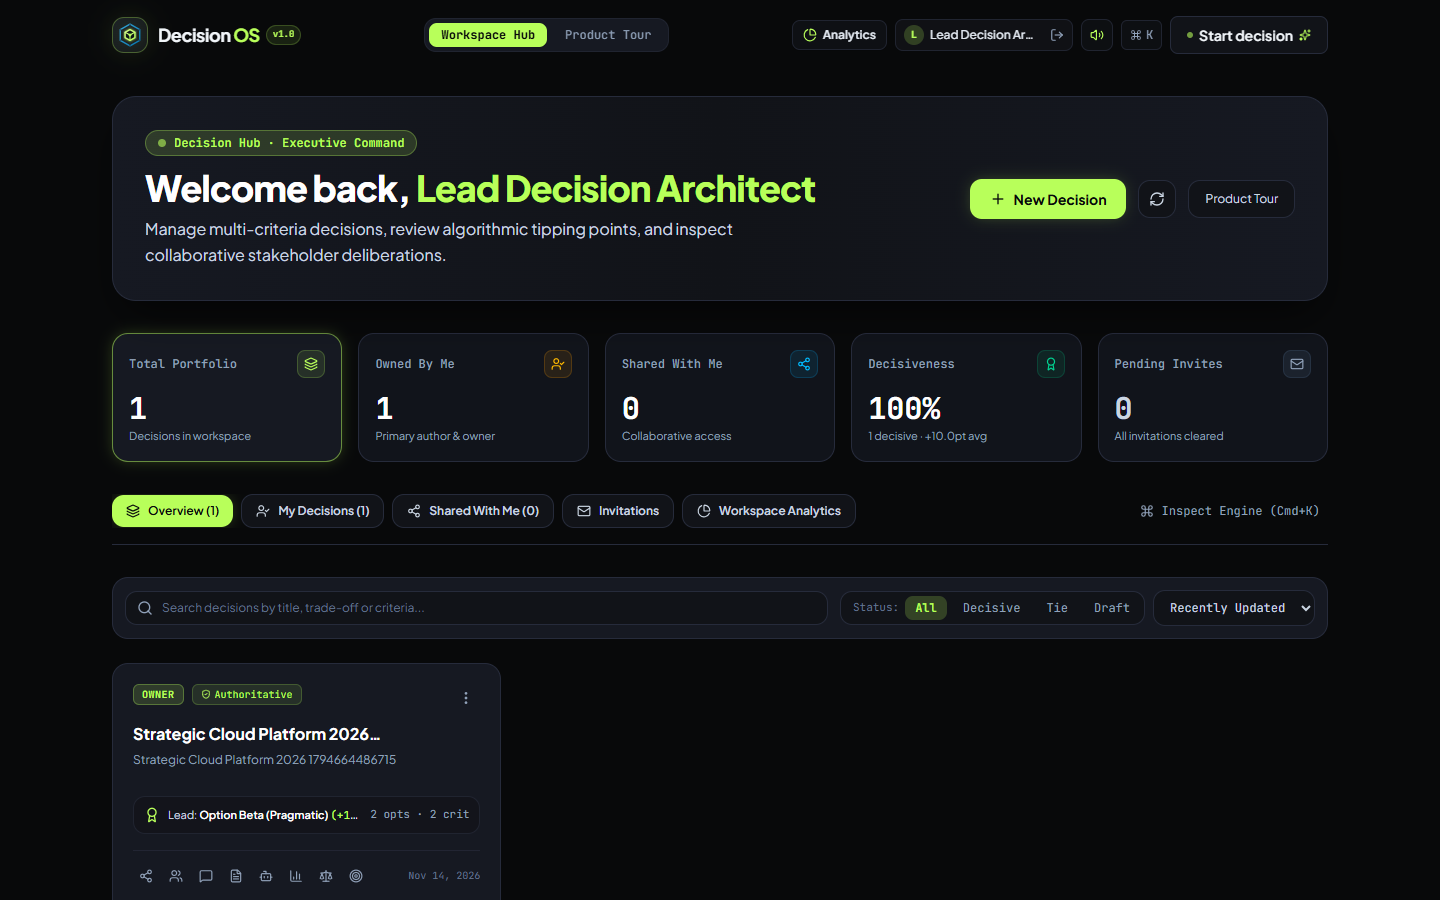 Decision OS v1.0
Workspace Hub
Product Tour
Analytics
L Lead Decision Ar...
⌘ K
Start decision
Decision Hub · Executive Command
Welcome back, Lead Decision Architect
Manage multi-criteria decisions, review algorithmic tipping points, and inspect
collaborative stakeholder deliberations.
New Decision
Product Tour
Total Portfolio
1
Decisions in workspace
Owned By Me
1
Primary author & owner
Shared With Me
0
Collaborative access
Decisiveness
100%
1 decisive · +10.0pt avg
Pending Invites
0
All invitations cleared
Overview (1)
My Decisions (1)
Shared With Me (0)
Invitations
Workspace Analytics
⌘ Inspect Engine (Cmd+K)
Search decisions by title, trade-off or criteria...
Status: All Decisive Tie Draft
Recently Updated
OWNER
Authoritative
Strategic Cloud Platform 2026...
Strategic Cloud Platform 2026 1794664486715
Lead: Option Beta (Pragmatic) (+1...
2 opts · 2 crit
Nov 14, 2026